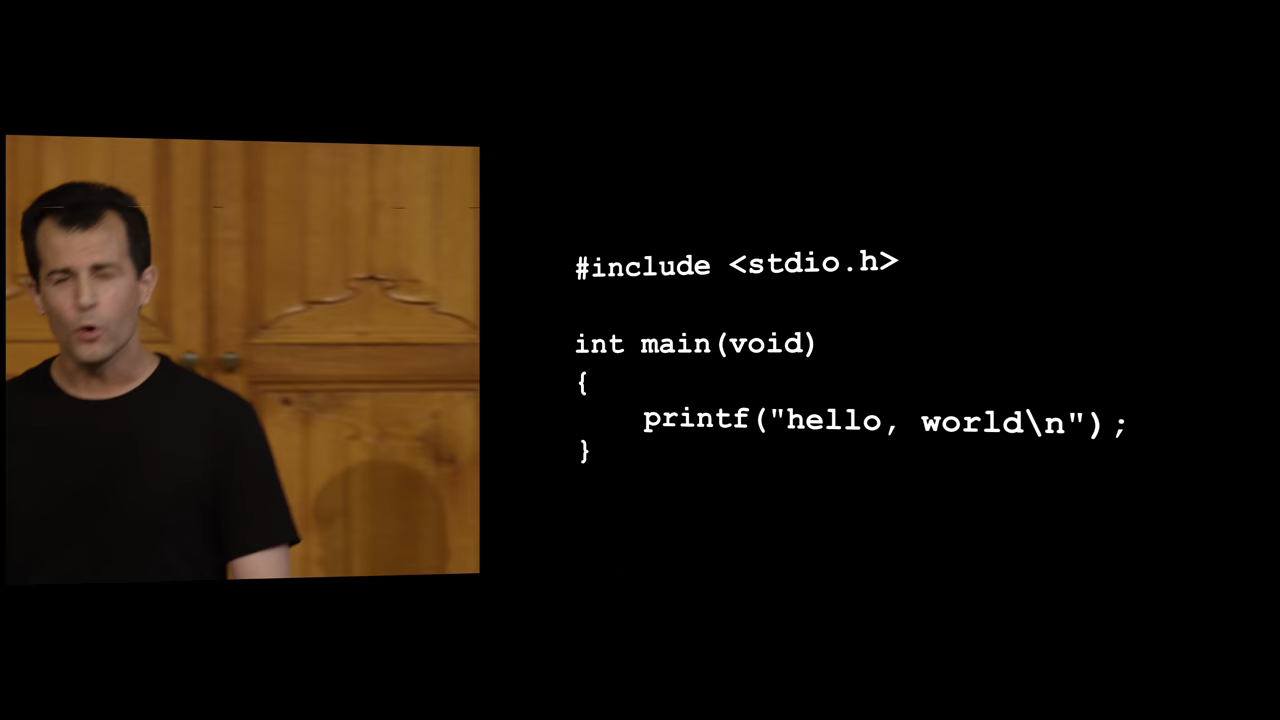 #include <stdio.h>
int main(void)
{
    printf("hello, world\n");
}